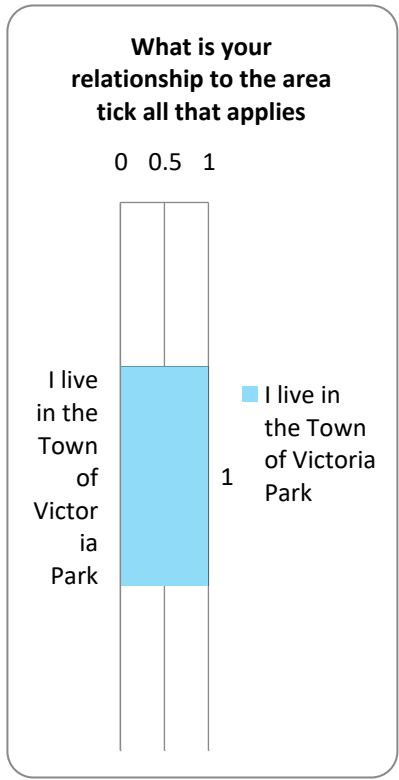 What is your
relationship to the area
tick all that applies
0 0.5 1
I live
in the
Town
of
Victor
ia
Park
1
I live in
the Town
of Victoria
Park